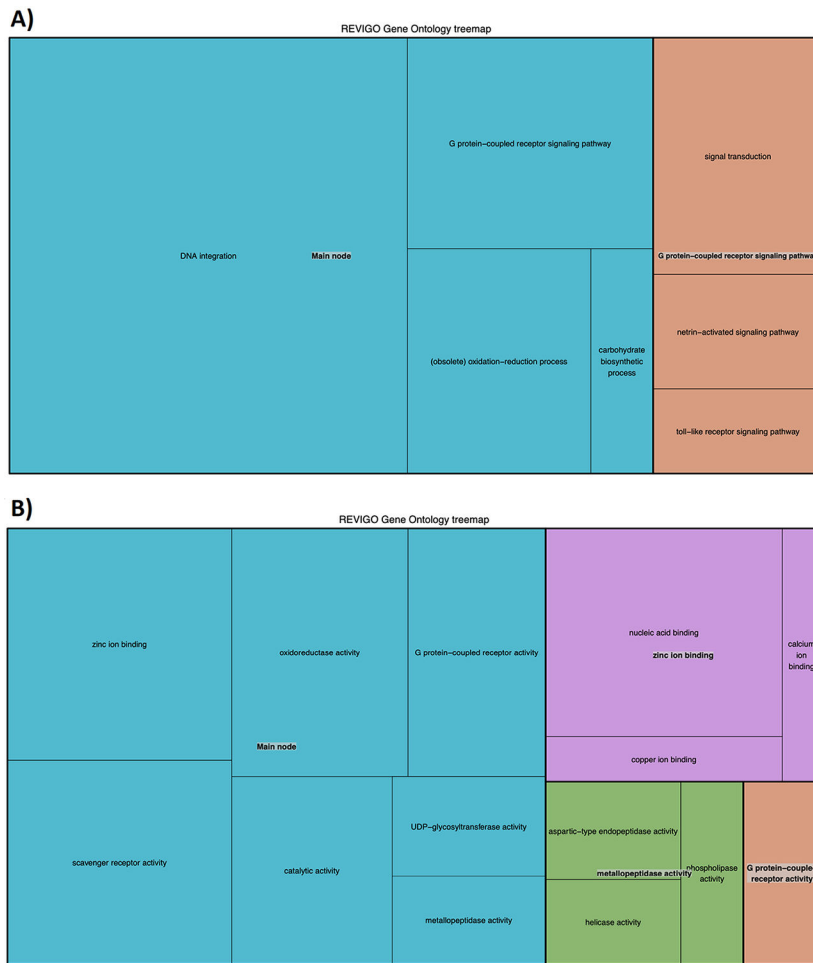 A)
REVIGO Gene Ontology treemap
G protein−coupled receptor signaling pathway
signal transduction
DNA integration
Main node
G protein−coupled receptor signaling pathwa
netrin−activated signaling pathway
(obsolete) oxidation−reduction process
carbohydrate
biosynthetic
process
toll−like receptor signaling pathway
B)
REVIGO Gene Ontology treemap
zinc ion binding
oxidoreductase activity
G protein−coupled receptor activity
nucleic acid binding
zinc ion binding
calcium
ion
binding
Main node
copper ion binding
scavenger receptor activity
catalytic activity
UDP−glycosyltransferase activity
metallopeptidase activity
aspartic−type endopeptidase activity
metallopeptidase activity
phospholipase
activity
helicase activity
G protein−couple
receptor activity